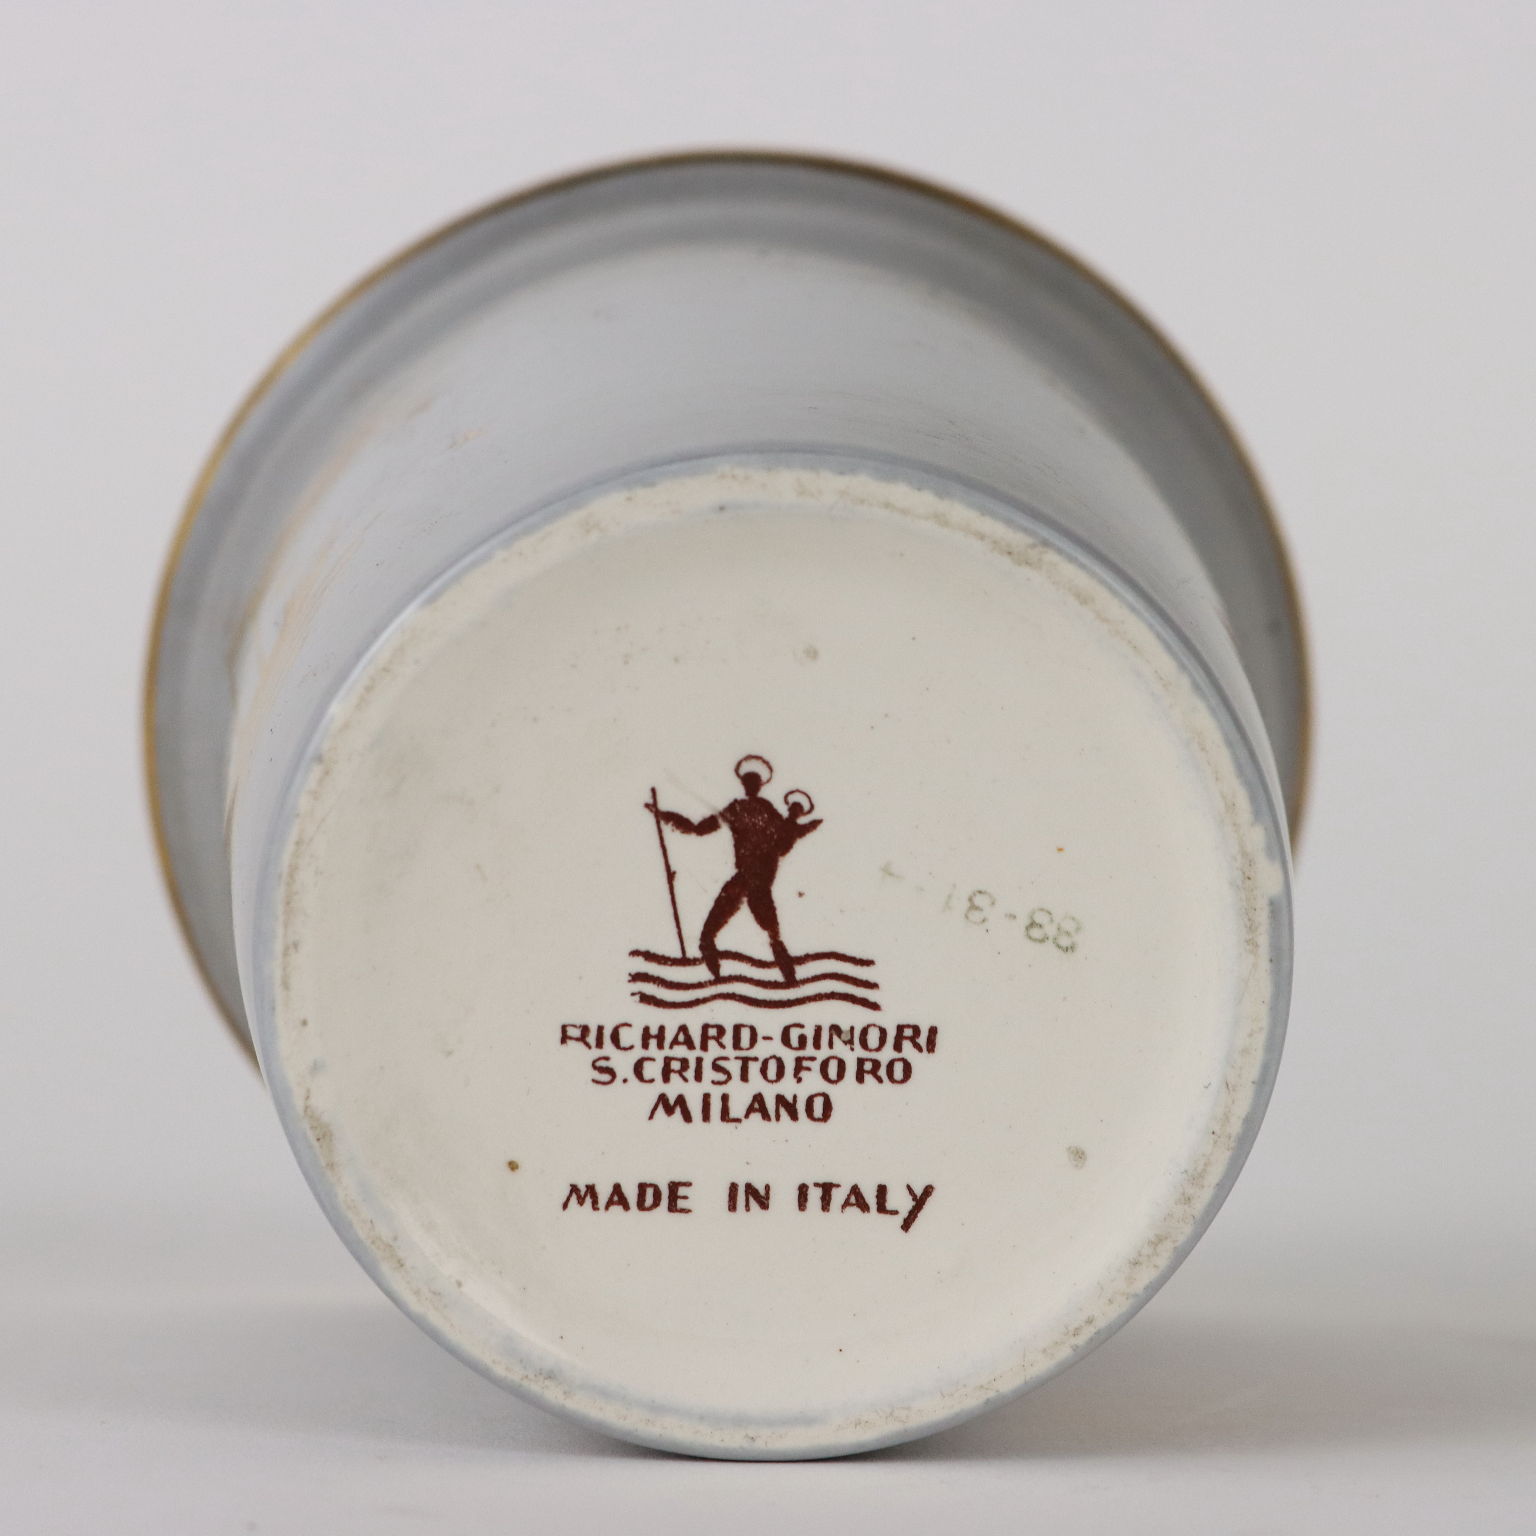 RICHARD-GINORI
S.CRISTOFORO
MILANO
MADE IN ITALY